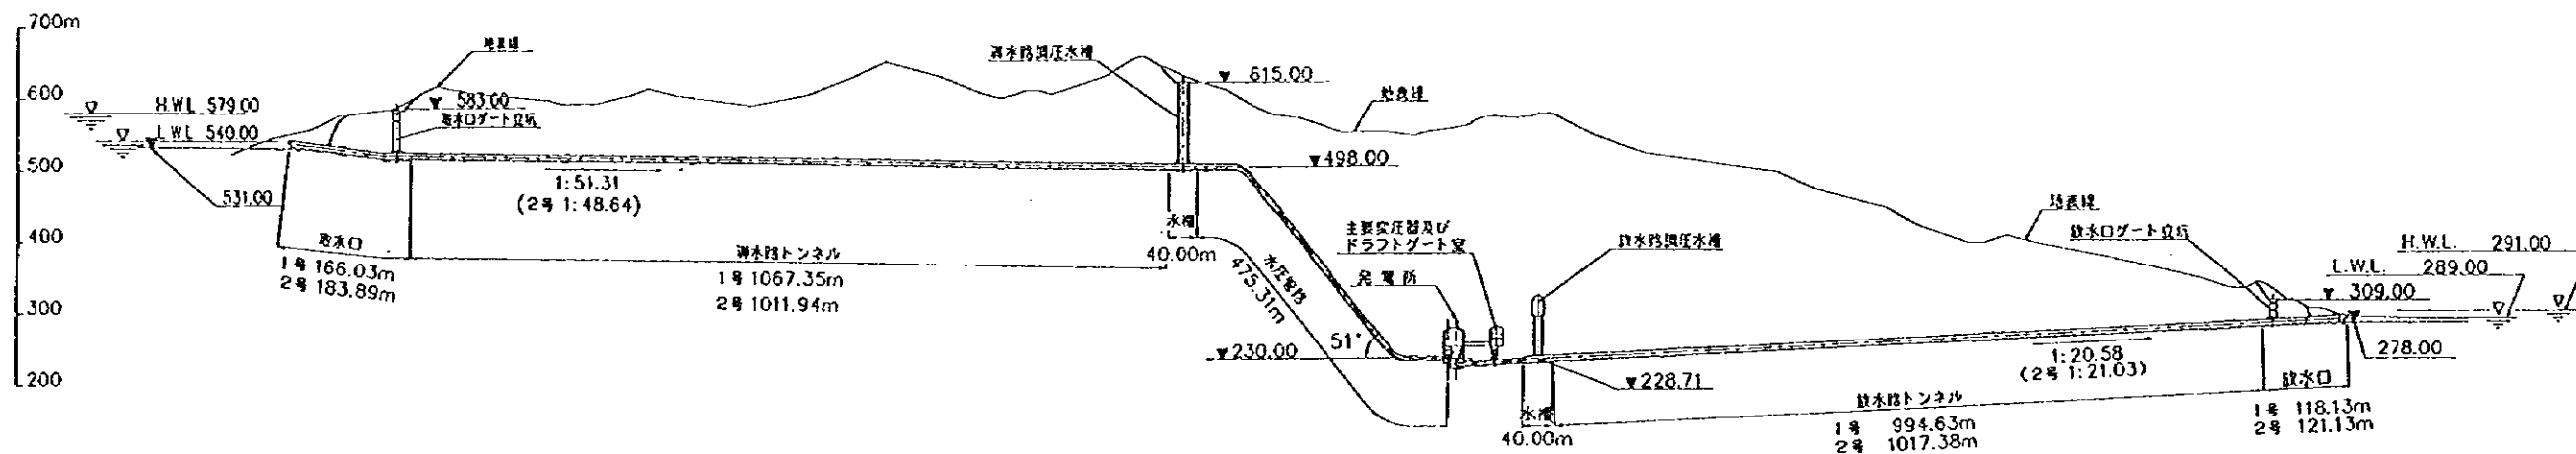 700m
600
500
400
300
200
H.W.L. 579.00
L.W.L. 540.00
531.00
地表線
▼ 583.00
取水口ゲート立坑
導水路調圧水槽
▼ 615.00
地表線
▼498.00
1:51.31
(2号 1:48.64)
取水口
1号 166.03m
2号 183.89m
導水路トンネル
1号 1067.35m
2号 1011.94m
水槽
40.00m
水圧管路
475.31m
51°
▼230.00
主要変圧器及び
ドラフトゲート室
発電所
放水路調圧水槽
▼228.71
水槽
40.00m
地表線
放水口ゲート立坑
▼ 309.00
H.W.L. 291.00
L.W.L. 289.00
278.00
1:20.58
(2号 1:21.03)
放水路トンネル
1号 994.63m
2号 1017.38m
放水口
1号 118.13m
2号 121.13m